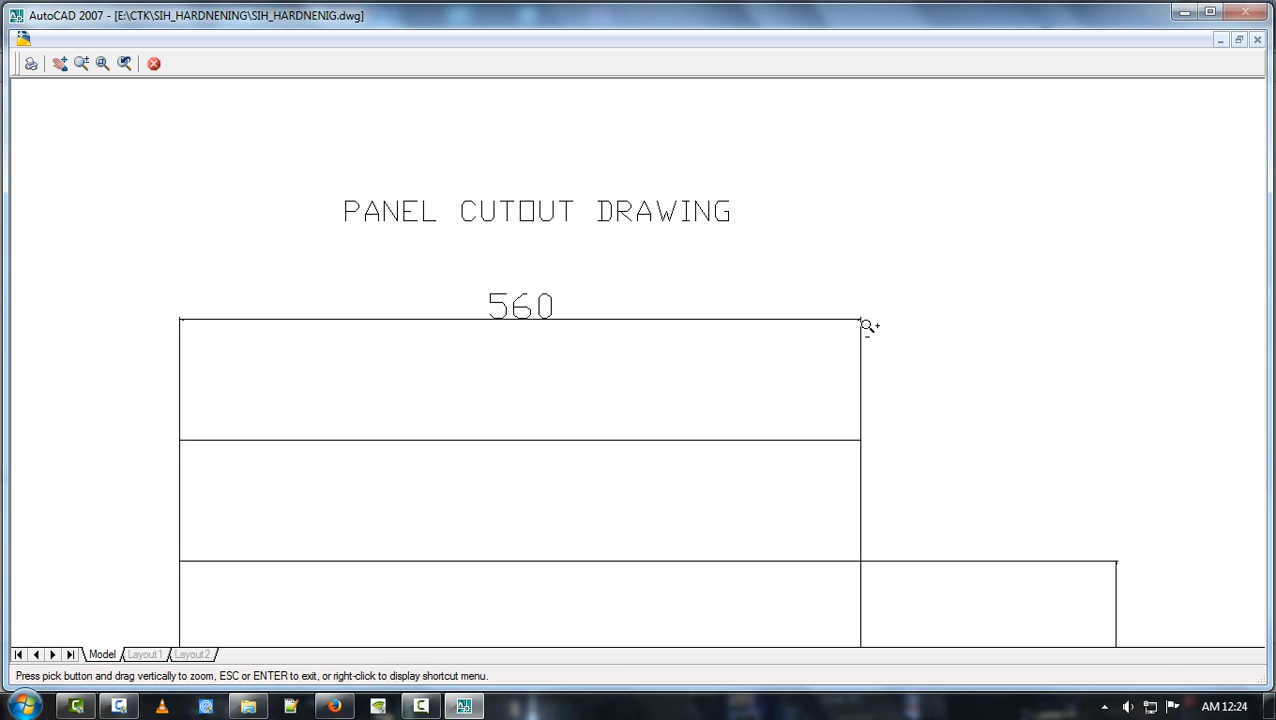 AutoCAD 2007 - [E:\CTK\SIH_HARDNENING\SIH_HARDNENIG.dwg]
PANEL CUTOUT DRAWING
560
Model
Layout1
Layout2
Press pick button and drag vertically to zoom, ESC or ENTER to exit, or right-click to display shortcut menu.
AM 12:24